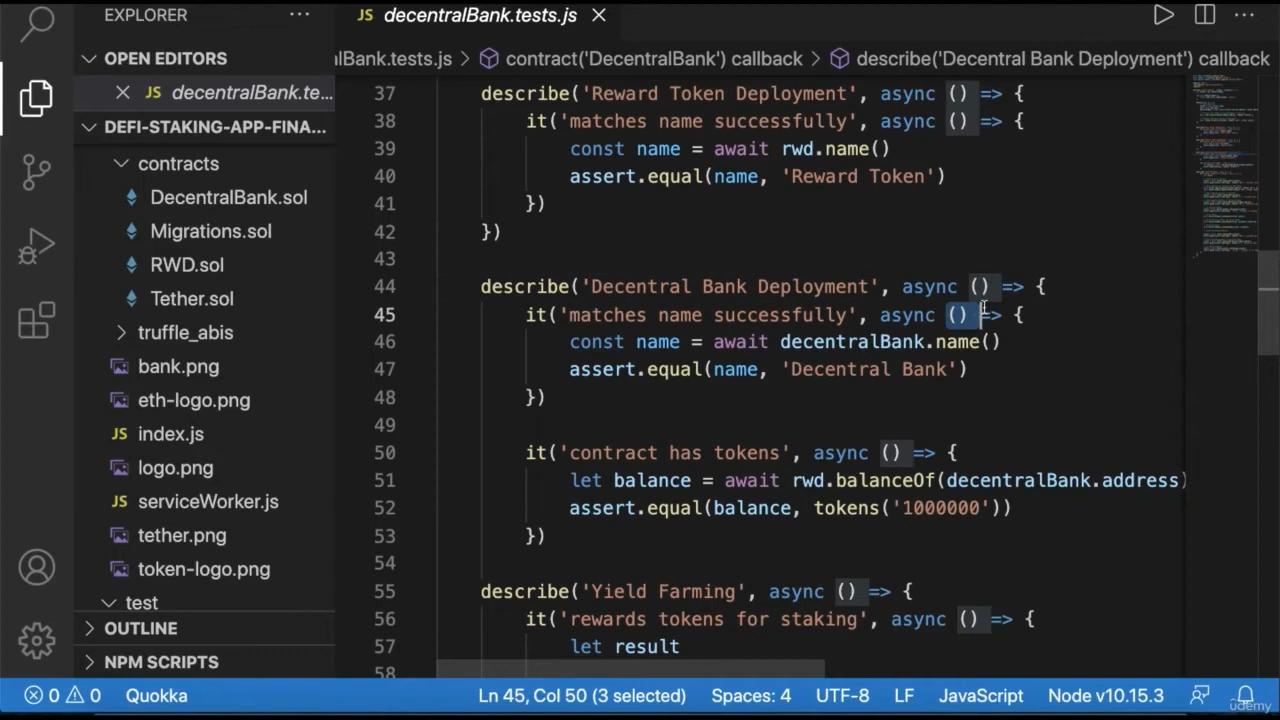 EXPLORER
OPEN EDITORS
JS decentralBank.te...
DEFI-STAKING-APP-FINA...
contracts
DecentralBank.sol
Migrations.sol
RWD.sol
Tether.sol
truffle_abis
bank.png
eth-logo.png
JS index.js
logo.png
JS serviceWorker.js
tether.png
token-logo.png
test
OUTLINE
NPM SCRIPTS
JS decentralBank.tests.js
alBank.tests.js > contract('DecentralBank') callback > describe('Decentral Bank Deployment') callback
37 describe('Reward Token Deployment', async () => {
38 it('matches name successfully', async () => {
39 const name = await rwd.name()
40 assert.equal(name, 'Reward Token')
41 })
42 })
43
44 describe('Decentral Bank Deployment', async () => {
45 it('matches name successfully', async () => {
46 const name = await decentralBank.name()
47 assert.equal(name, 'Decentral Bank')
48 })
49
50 it('contract has tokens', async () => {
51 let balance = await rwd.balanceOf(decentralBank.address)
52 assert.equal(balance, tokens('1000000'))
53 })
54
55 describe('Yield Farming', async () => {
56 it('rewards tokens for staking', async () => {
57 let result
58
0 0 Quokka Ln 45, Col 50 (3 selected) Spaces: 4 UTF-8 LF JavaScript Node v10.15.3
udemy